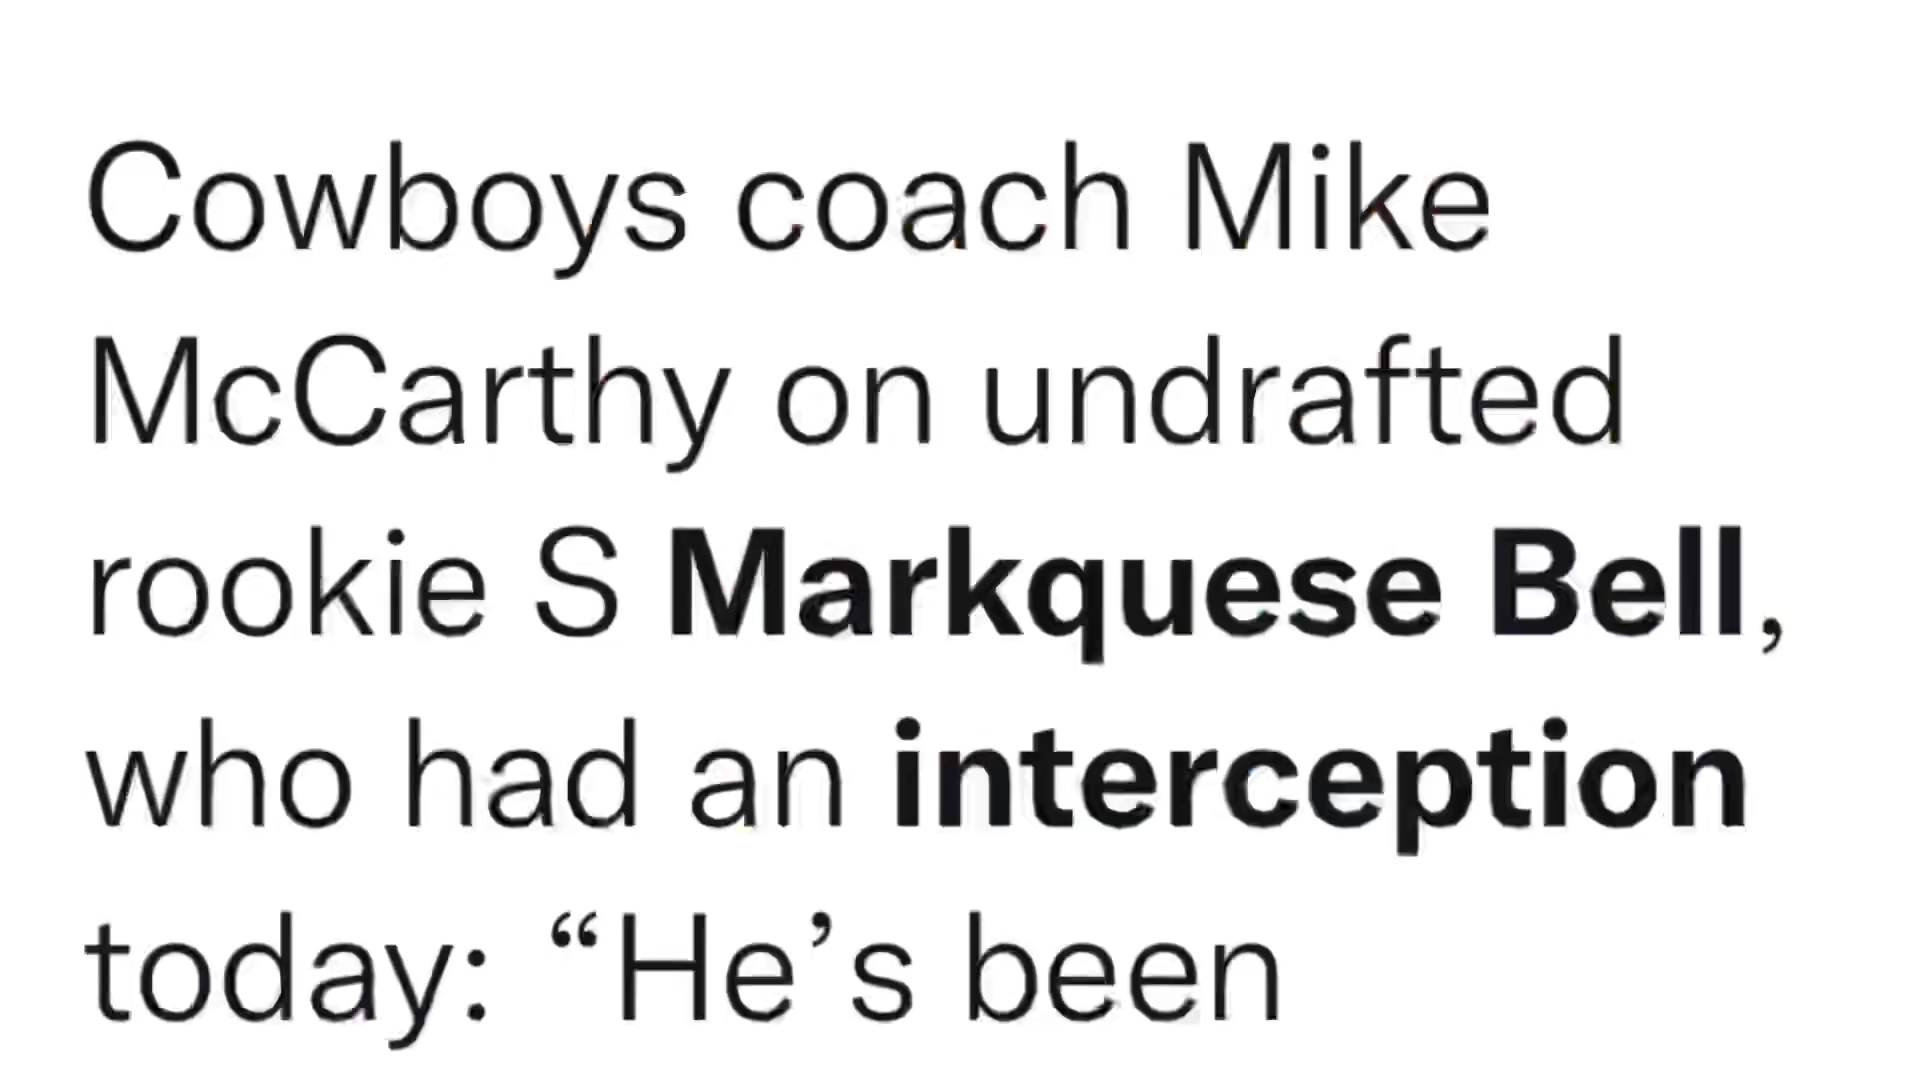 Cowboys coach Mike
McCarthy on undrafted
rookie S Markquese Bell,
who had an interception
today: “He’s been